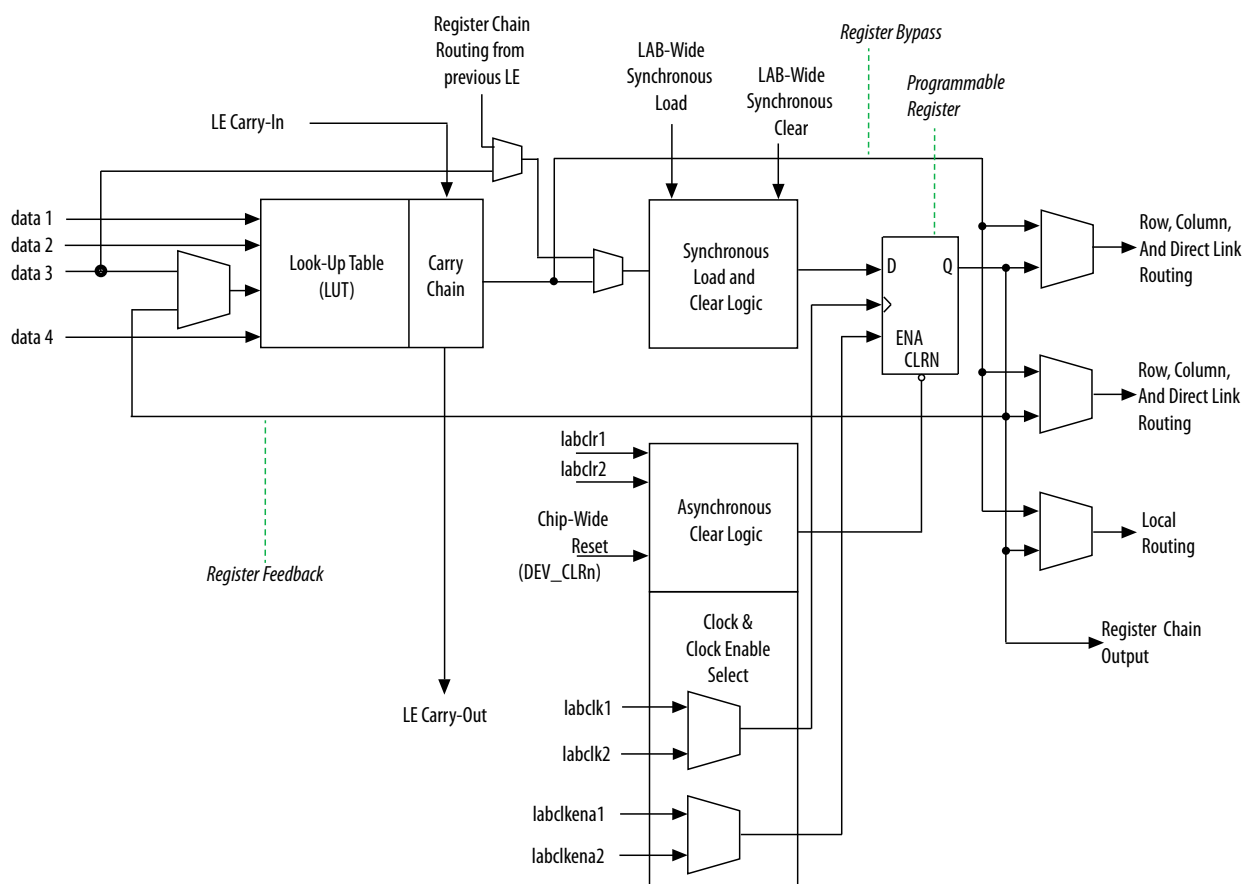 Register Chain
Routing from
previous LE
LAB-Wide
Synchronous
Load
LAB-Wide
Synchronous
Clear
Register Bypass
Programmable
Register
LE Carry-In
data 1
data 2
data 3
data 4
Look-Up Table
(LUT)
Carry
Chain
Synchronous
Load and
Clear Logic
D
Q
ENA
CLRN
Row, Column,
And Direct Link
Routing
Row, Column,
And Direct Link
Routing
Local
Routing
Register Chain
Output
Register Feedback
labclr1
labclr2
Chip-Wide
Reset
(DEV_CLRn)
Asynchronous
Clear Logic
Clock &
Clock Enable
Select
LE Carry-Out
labclk1
labclk2
labclkena1
labclkena2